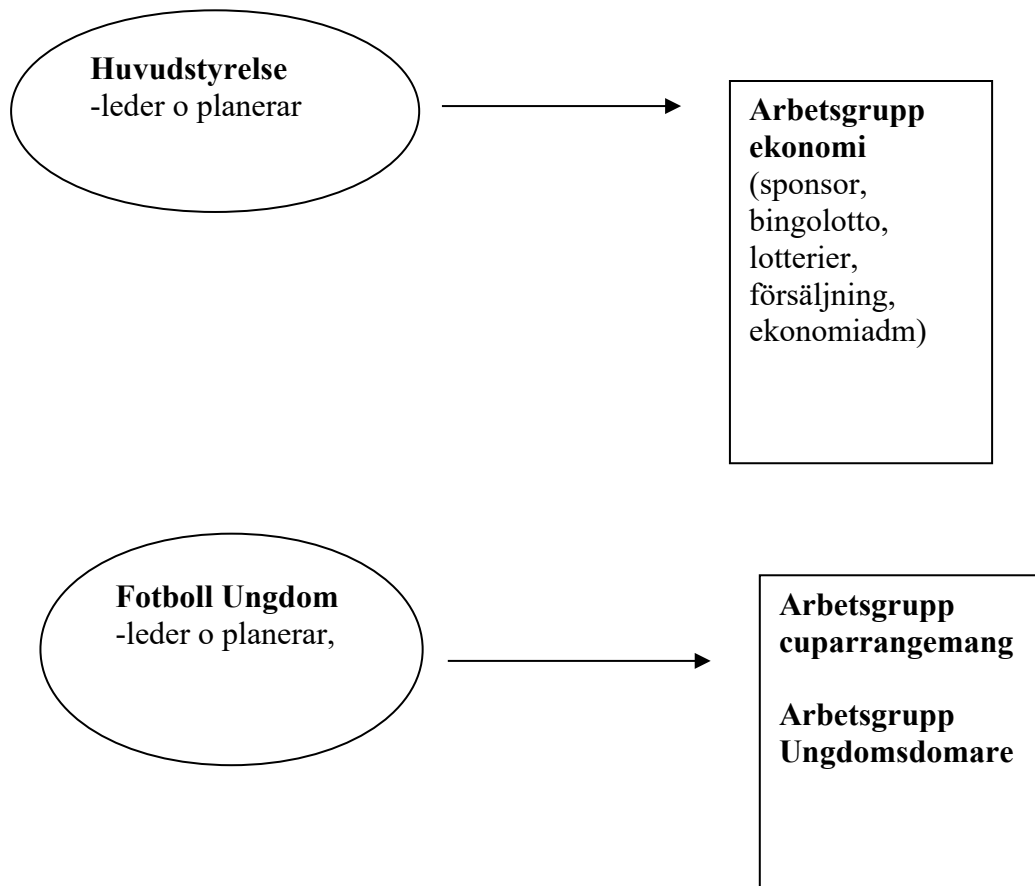 Huvudstyrelse
-leder o planerar
Arbetsgrupp
ekonomi
(sponsor,
bingolotto,
lotterier,
försäljning,
ekonomiadm)
Fotboll Ungdom
-leder o planerar,
Arbetsgrupp
cuparrangemang
Arbetsgrupp
Ungdomsdomare